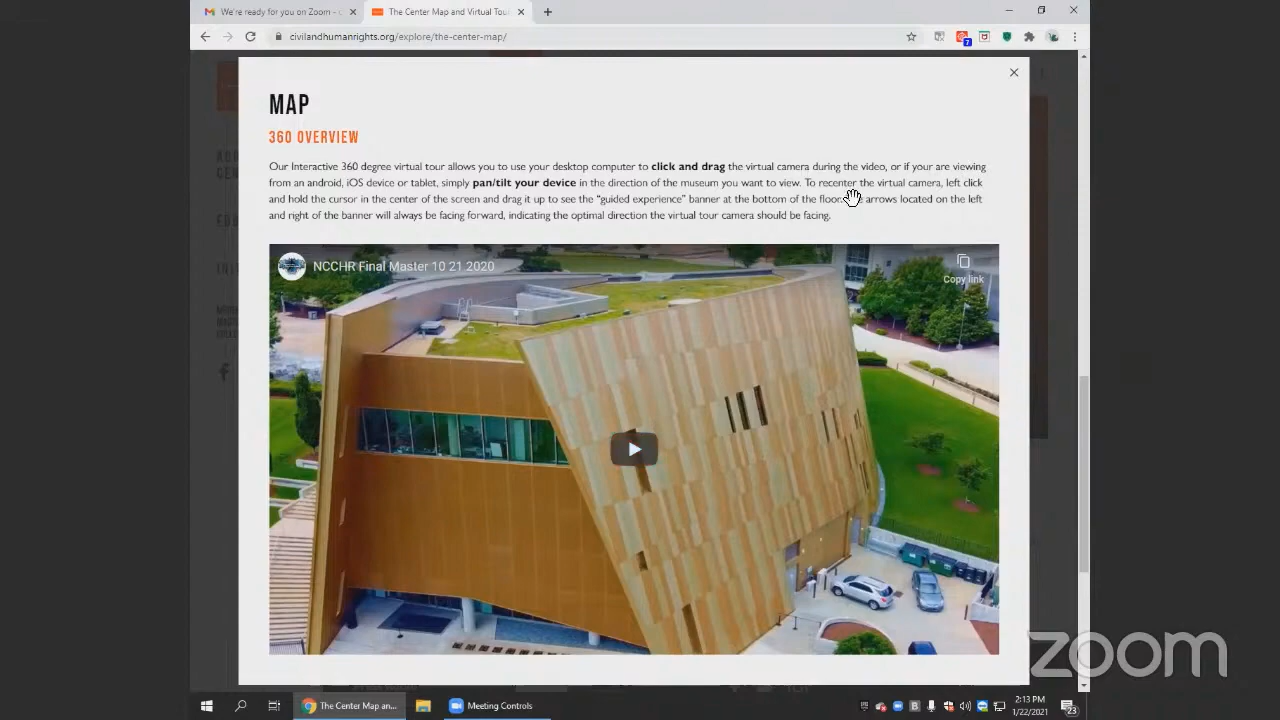 We're ready for you on Zoom -
The Center Map and Virtual Tour
civilandhumanrights.org/explore/the-center-map/
7
MAP
360 OVERVIEW
Our Interactive 360 degree virtual tour allows you to use your desktop computer to click and drag the virtual camera during the video, or if your are viewing
from an android, iOS device or tablet, simply pan/tilt your device in the direction of the museum you want to view. To recenter the virtual camera, left click
and hold the cursor in the center of the screen and drag it up to see the “guided experience” banner at the bottom of the floor. arrows located on the left
and right of the banner will always be facing forward, indicating the optimal direction the virtual tour camera should be facing.
NCCHR Final Master 10 21 2020
Copy link
zoom
The Center Map an...
Meeting Controls
2:13 PM
1/22/2021
23